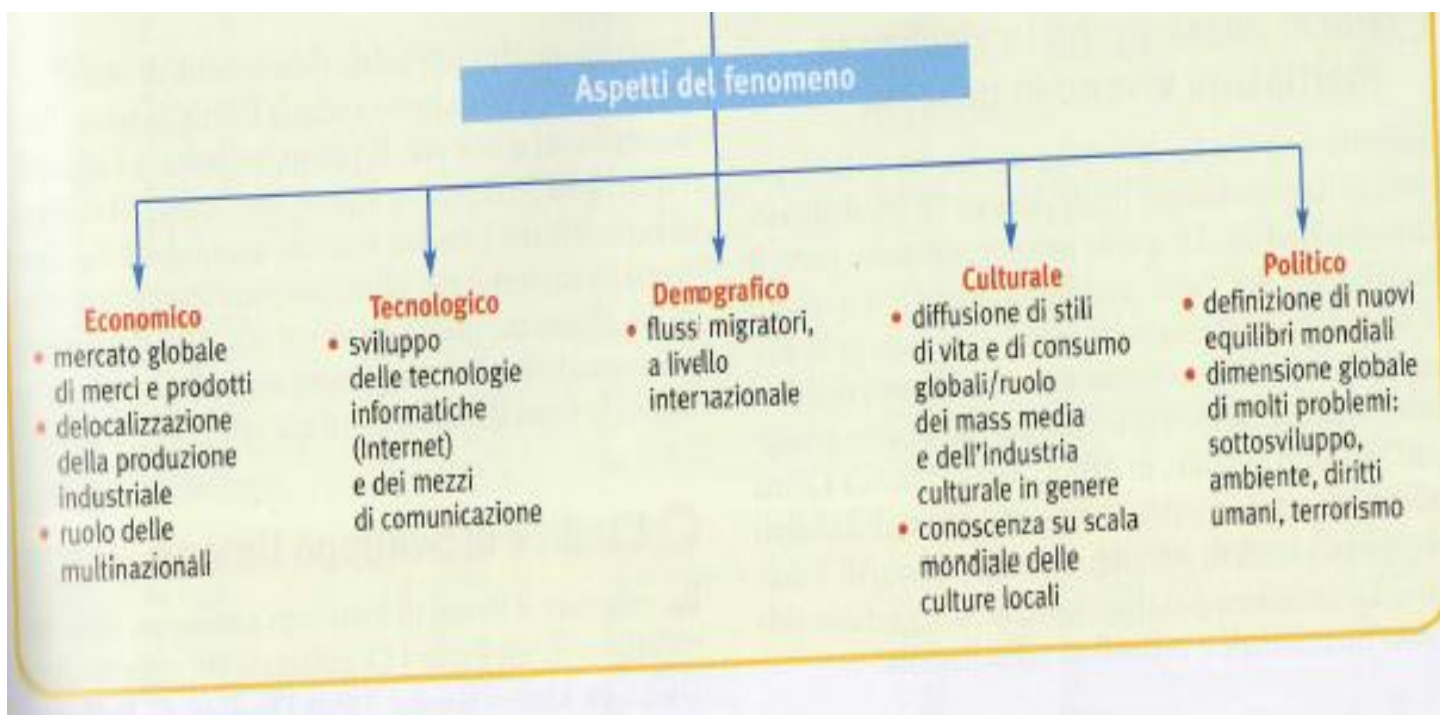 Aspetti del fenomeno
Economico
• mercato globale
di merci e prodotti
• delocalizzazione
della produzione
industriale
• ruolo delle
multinazionali
Tecnologico
• sviluppo
delle tecnologie
informatiche
(Internet)
e dei mezzi
di comunicazione
Demografico
• flussi migratori,
a livello
internazionale
Culturale
• diffusione di stili
di vita e di consumo
globali/ruolo
dei mass media
e dell'industria
culturale in genere
• conoscenza su scala
mondiale delle
culture locali
Politico
• definizione di nuovi
equilibri mondiali
• dimensione globale
di molti problemi:
sottosviluppo,
ambiente, diritti
umani, terrorismo